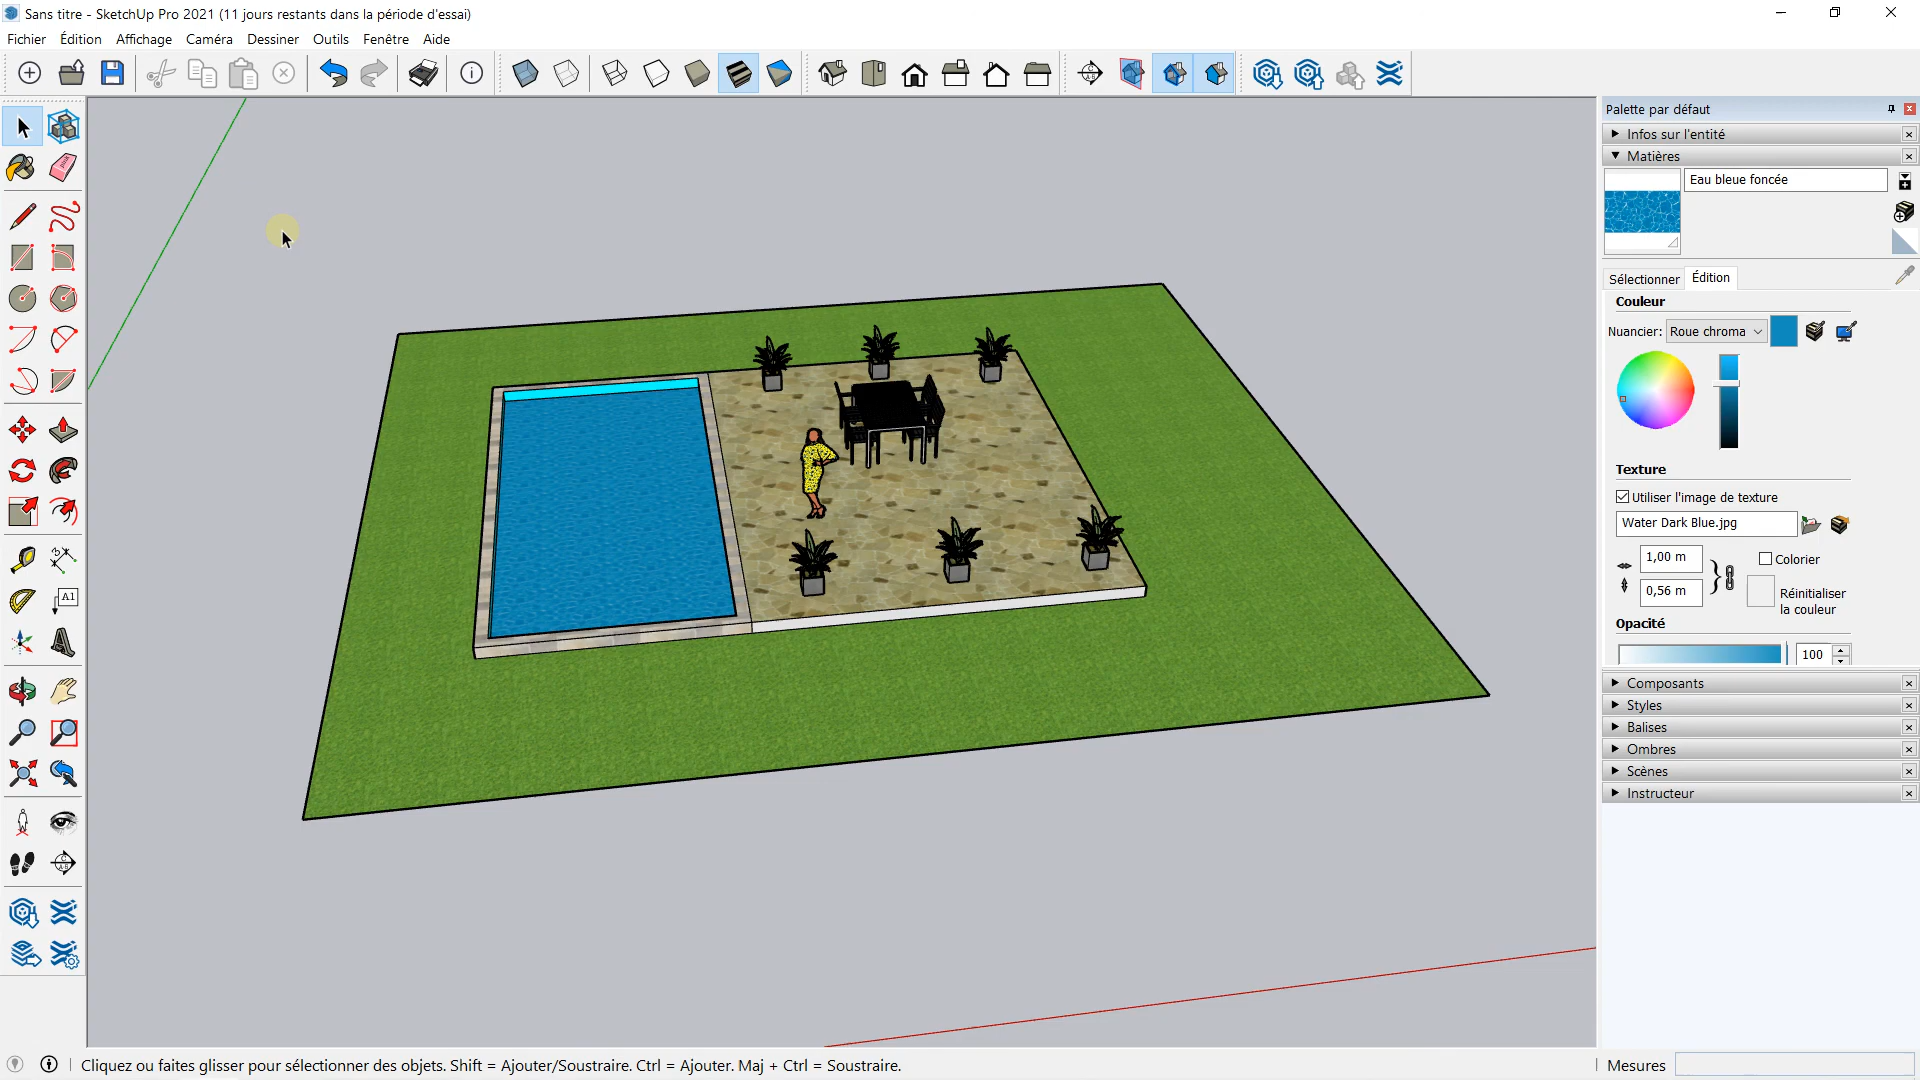 Sans titre - SketchUp Pro 2021 (11 jours restants dans la période d'essai)
Fichier Édition Affichage Caméra Dessiner Outils Fenêtre Aide
Palette par défaut
Infos sur l'entité
Matières
Eau bleue foncée
Sélectionner Édition
Couleur
Nuancier: Roue chroma
Texture
Utiliser l'image de texture
Water Dark Blue.jpg
1,00 m
Colorier
0,56 m
Réinitialiser
la couleur
Opacité
100
Composants
Styles
Balises
Ombres
Scènes
Instructeur
A1
Cliquez ou faites glisser pour sélectionner des objets. Shift = Ajouter/Soustraire. Ctrl = Ajouter. Maj + Ctrl = Soustraire.
Mesures